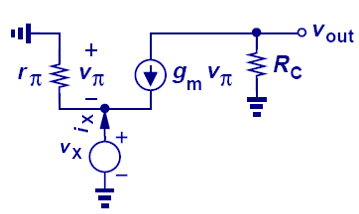 v_out
+
r_π v_π g_m v_π R_C
−
i_X
v_X +
−